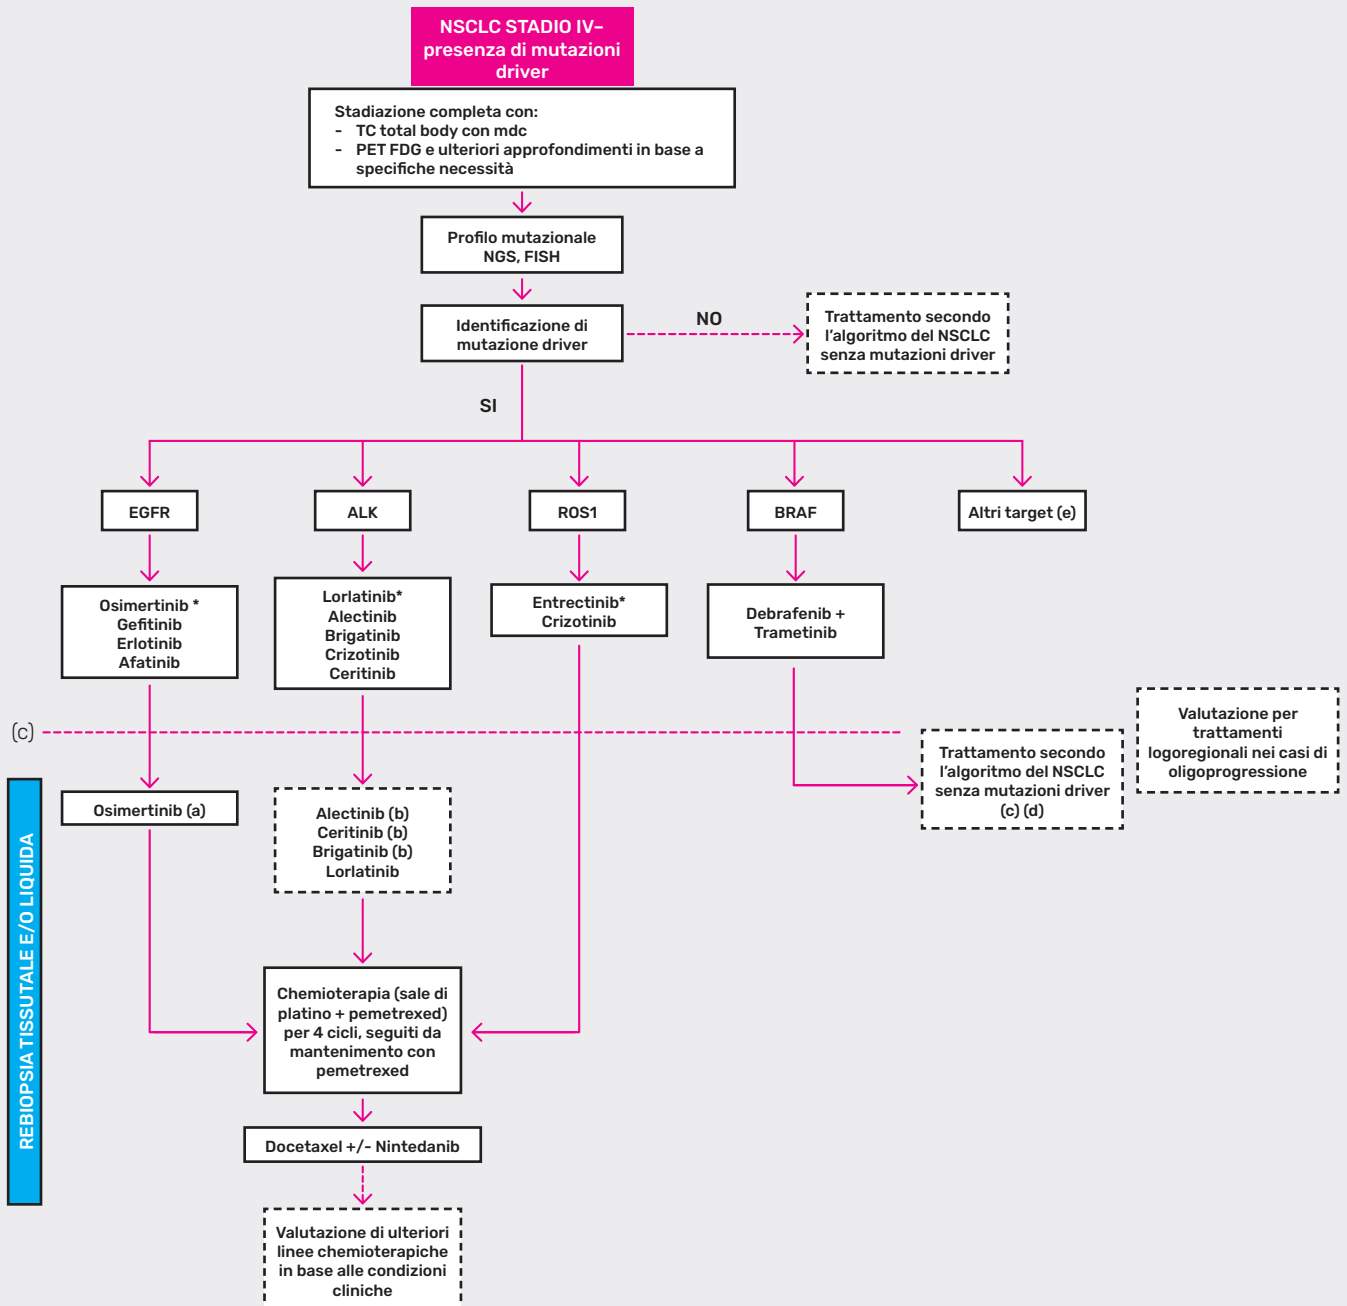 NSCLC STADIO IV–
presenza di mutazioni
driver
Stadiazione completa con:
- TC total body con mdc
- PET FDG e ulteriori approfondimenti in base a
specifiche necessità
Profilo mutazionale
NGS, FISH
Identificazione di
mutazione driver
NO
Trattamento secondo
l'algoritmo del NSCLC
senza mutazioni driver
SI
EGFR
ALK
ROS1
BRAF
Altri target (e)
Osimertinib *
Gefitinib
Erlotinib
Afatinib
Lorlatinib*
Alectinib
Brigatinib
Crizotinib
Ceritinib
Entrectinib*
Crizotinib
Debrafenib +
Trametinib
(c)
Valutazione per
trattamenti
logoregionali nei casi di
oligoprogressione
Trattamento secondo
l'algoritmo del NSCLC
senza mutazioni driver
(c) (d)
REBIOPSIA TISSUTALE E/O LIQUIDA
Osimertinib (a)
Alectinib (b)
Ceritinib (b)
Brigatinib (b)
Lorlatinib
Chemioterapia (sale di
platino + pemetrexed)
per 4 cicli, seguiti da
mantenimento con
pemetrexed
Docetaxel +/- Nintedanib
Valutazione di ulteriori
linee chemioterapiche
in base alle condizioni
cliniche